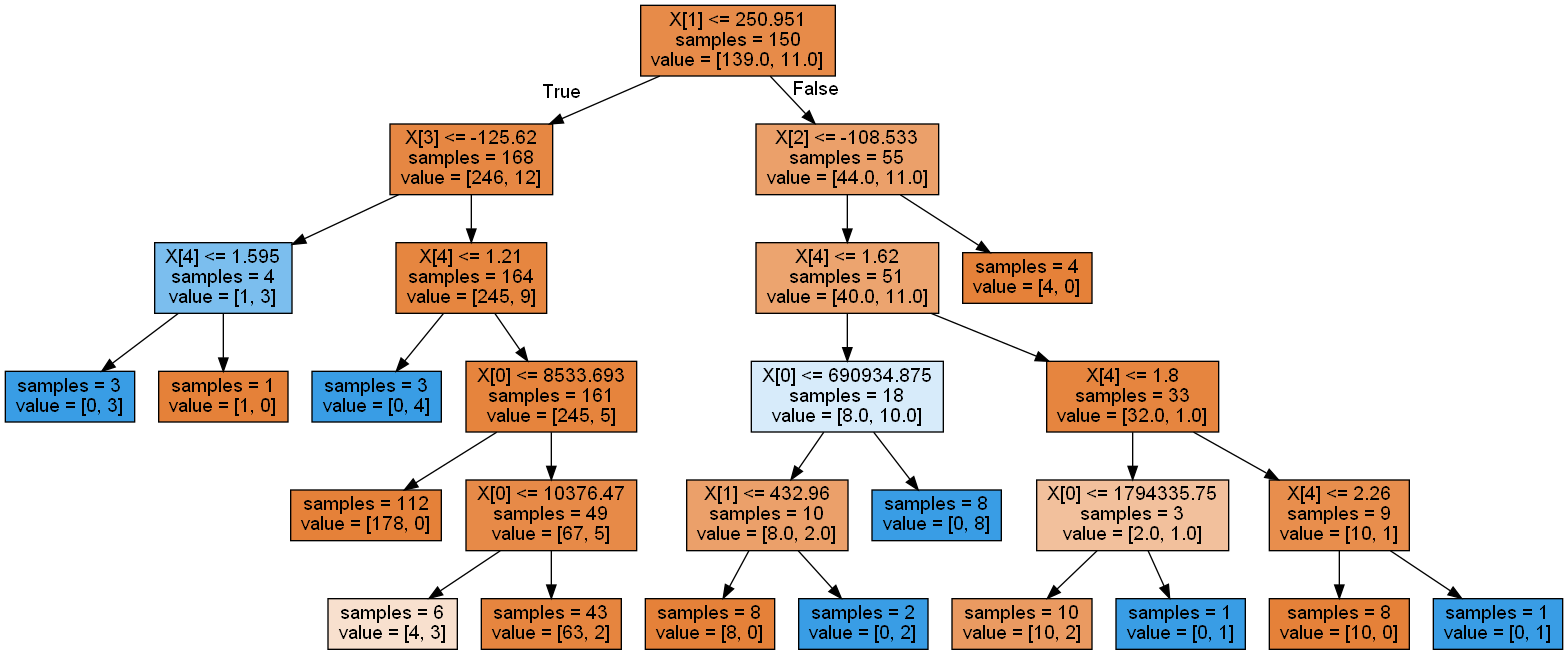 X[1] <= 250.951
samples = 150
value = [139.0, 11.0]
True
False
X[3] <= -125.62
samples = 168
value = [246, 12]
X[2] <= -108.533
samples = 55
value = [44.0, 11.0]
X[4] <= 1.595
samples = 4
value = [1, 3]
X[4] <= 1.21
samples = 164
value = [245, 9]
X[4] <= 1.62
samples = 51
value = [40.0, 11.0]
samples = 4
value = [4, 0]
samples = 3
value = [0, 3]
samples = 1
value = [1, 0]
samples = 3
value = [0, 4]
X[0] <= 8533.693
samples = 161
value = [245, 5]
X[0] <= 690934.875
samples = 18
value = [8.0, 10.0]
X[4] <= 1.8
samples = 33
value = [32.0, 1.0]
samples = 112
value = [178, 0]
X[0] <= 10376.47
samples = 49
value = [67, 5]
X[1] <= 432.96
samples = 10
value = [8.0, 2.0]
samples = 8
value = [0, 8]
X[0] <= 1794335.75
samples = 3
value = [2.0, 1.0]
X[4] <= 2.26
samples = 9
value = [10, 1]
samples = 6
value = [4, 3]
samples = 43
value = [63, 2]
samples = 8
value = [8, 0]
samples = 2
value = [0, 2]
samples = 10
value = [10, 2]
samples = 1
value = [0, 1]
samples = 8
value = [10, 0]
samples = 1
value = [0, 1]